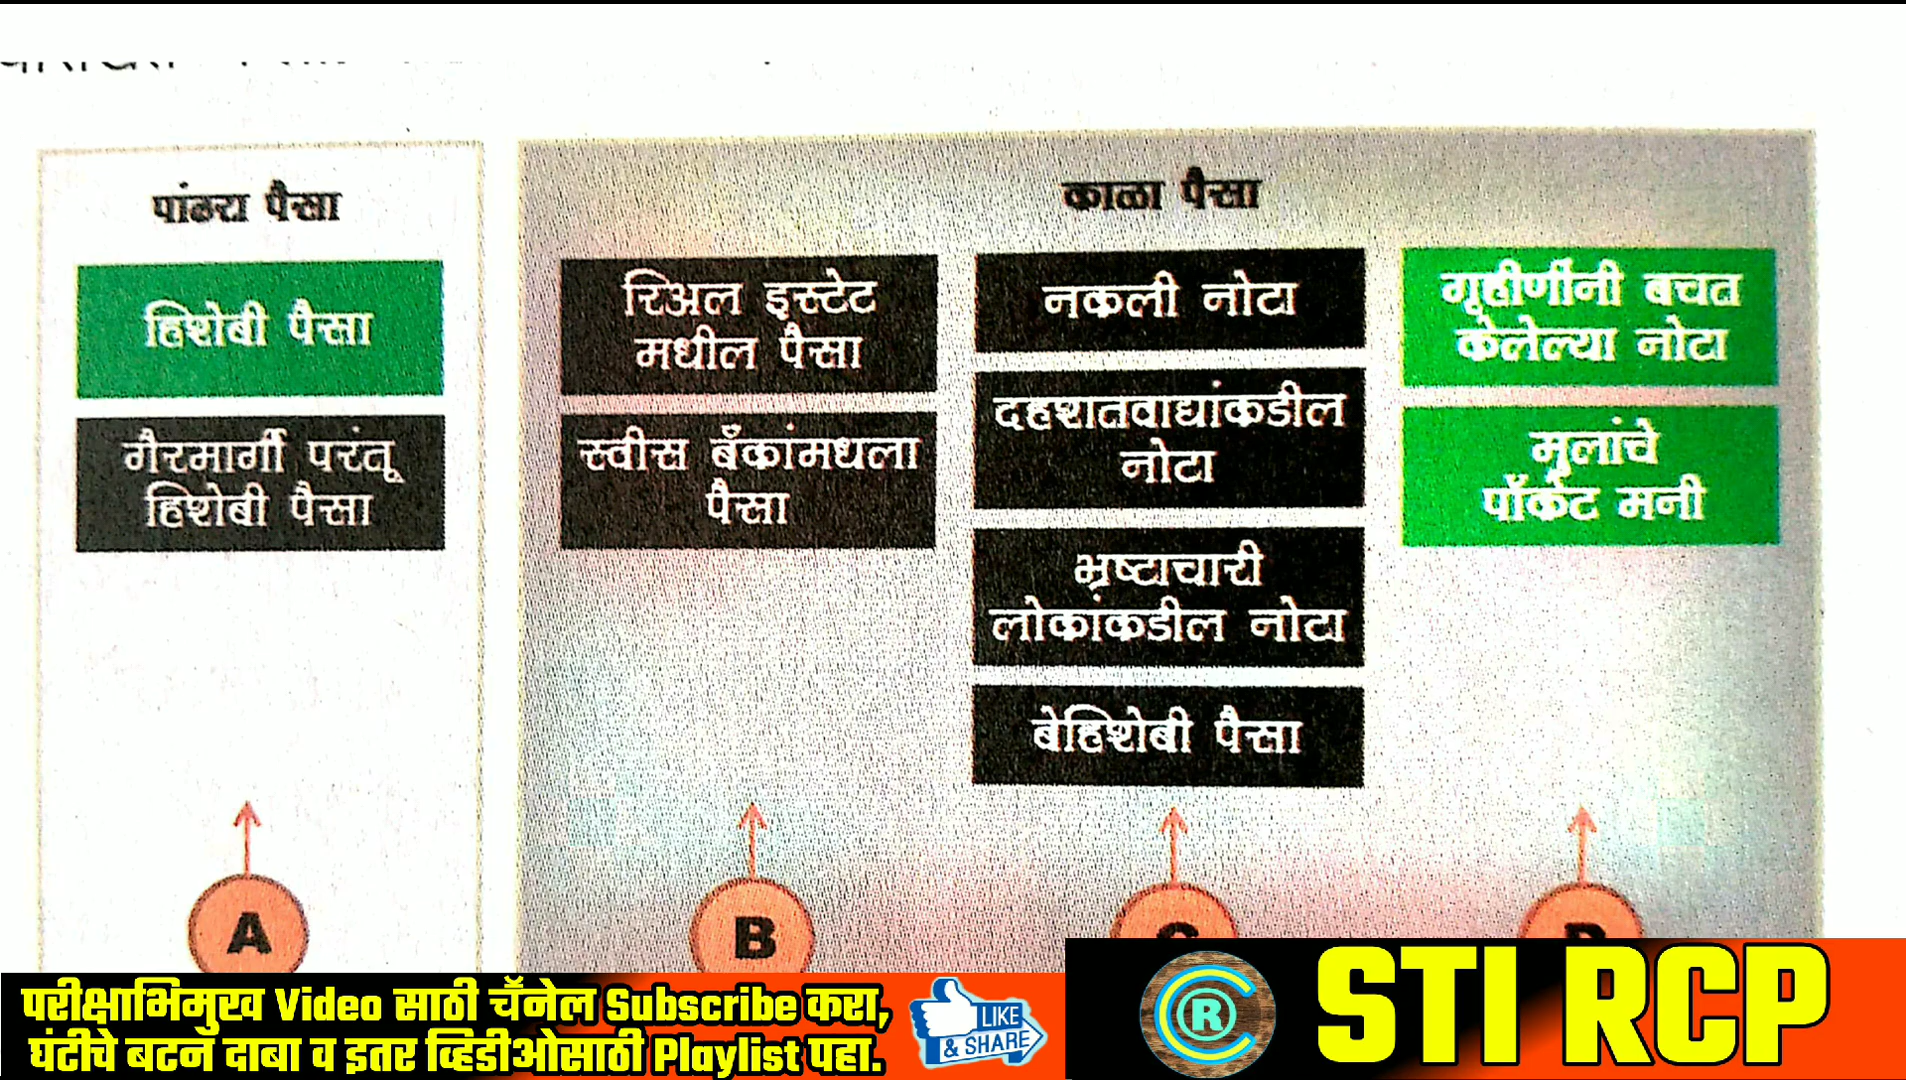 पांढरा पैसा
हिशेबी पैसा
गैरमार्गी परंतू
हिशेबी पैसा
A
काळा पैसा
रिअल इस्टेट
मधील पैसा
स्वीस बँकांमधला
पैसा
B
नकली नोटा
दहशतवाद्यांकडील
नोटा
भ्रष्टाचारी
लोकांकडील नोटा
बेहिशेबी पैसा
गृहीणींनी बचत
केलेल्या नोटा
मुलांचे
पॉकेट मनी
परीक्षाभिमुख Video साठी चॅनेल Subscribe करा,
घंटीचे बटन दाबा व इतर व्हिडीओसाठी Playlist पहा.
LIKE
& SHARE
R
STI RCP